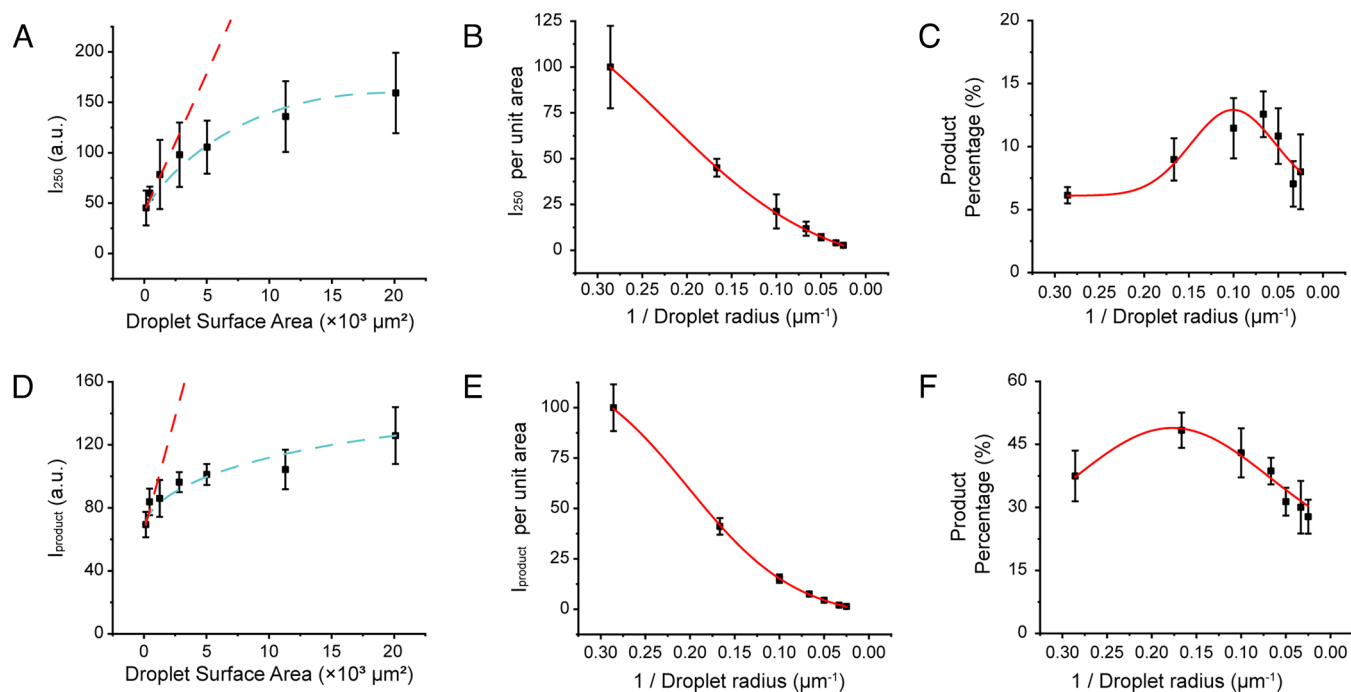 A
I250 (a.u.)
200
150
100
50
0
0 5 10 15 20
Droplet Surface Area (×10³ µm²)
B
I250 per unit area
125
100
75
50
25
0
0.30 0.25 0.20 0.15 0.10 0.05 0.00
1 / Droplet radius (µm⁻¹)
C
Product
Percentage (%)
20
15
10
5
0
0.30 0.25 0.20 0.15 0.10 0.05 0.00
1 / Droplet radius (µm⁻¹)
D
Iproduct (a.u.)
160
120
80
40
0
0 5 10 15 20
Droplet Surface Area (×10³ µm²)
E
Iproduct per unit area
100
75
50
25
0
0.30 0.25 0.20 0.15 0.10 0.05 0.00
1 / Droplet radius (µm⁻¹)
F
Product
Percentage (%)
60
45
30
15
0
0.30 0.25 0.20 0.15 0.10 0.05 0.00
1 / Droplet radius (µm⁻¹)